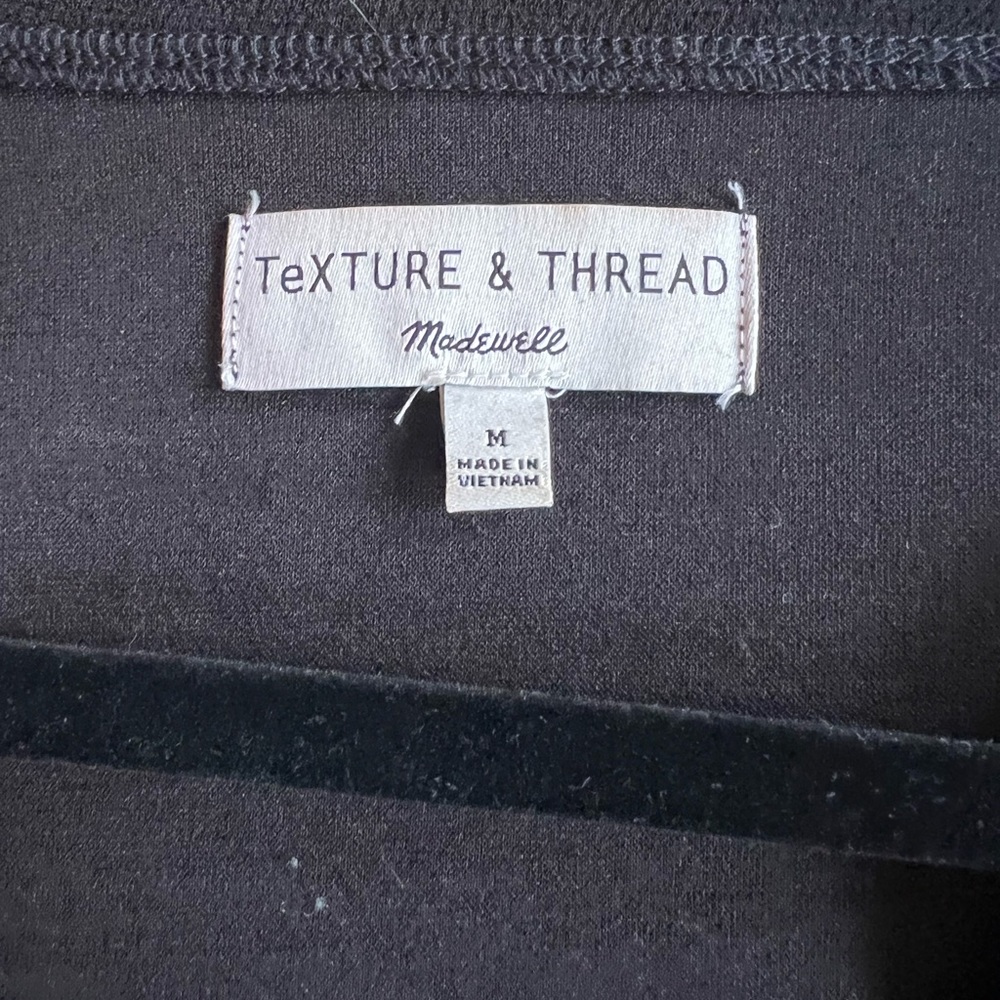 TeXTURE & THREAD
Madewell
M
MADE IN
VIETNAM